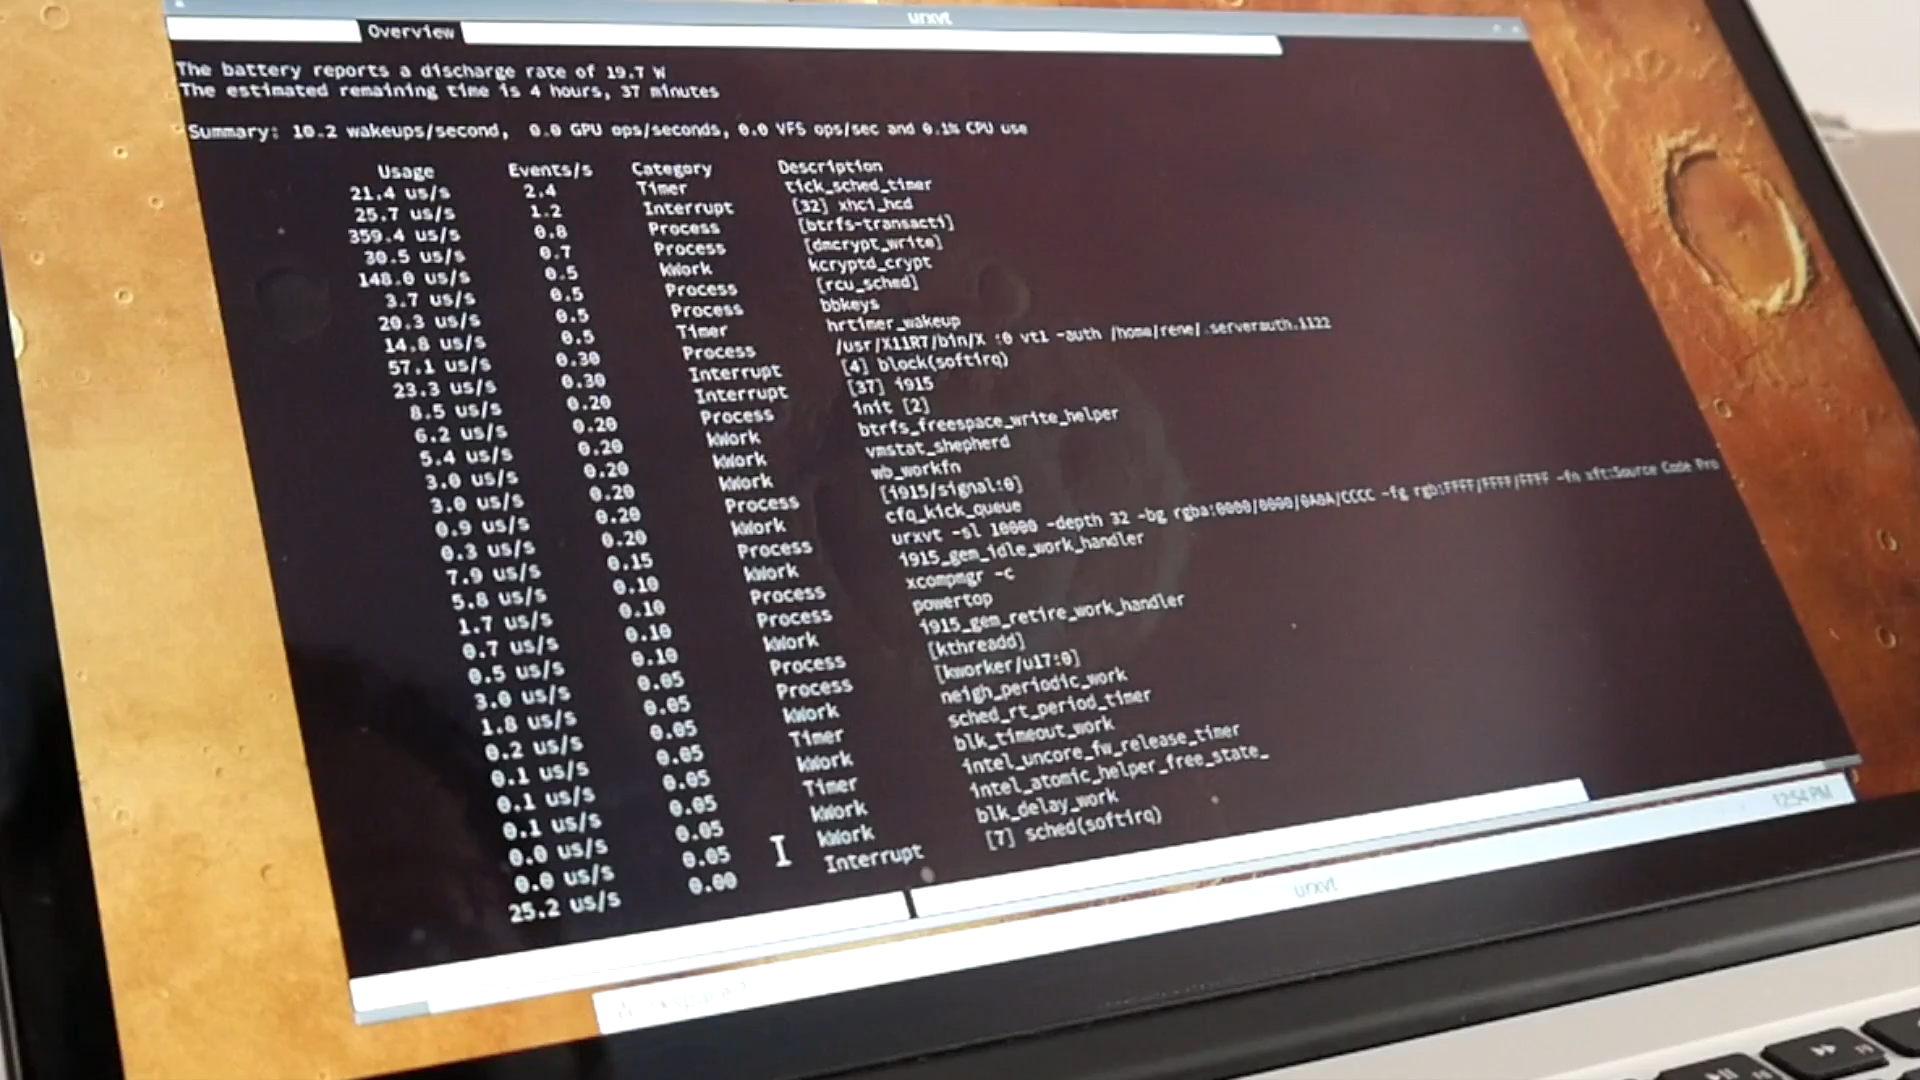 urxvt
Overview
The battery reports a discharge rate of 19.7 W
The estimated remaining time is 4 hours, 37 minutes
Summary: 10.2 wakeups/second, 0.0 GPU ops/seconds, 0.0 VFS ops/sec and 0.1% CPU use
Usage Events/s Category Description
21.4 us/s 2.4 Timer tick_sched_timer
25.7 us/s 1.2 Interrupt [32] xhci_hcd
359.4 us/s 0.8 Process [btrfs-transacti]
30.5 us/s 0.7 Process [dmcrypt_write]
148.0 us/s 0.5 kWork kcryptd_crypt
3.7 us/s 0.5 Process [rcu_sched]
20.3 us/s 0.5 Process bbkeys
14.8 us/s 0.5 Timer hrtimer_wakeup
57.1 us/s 0.30 Process /usr/X11R7/bin/X :0 vt1 -auth /home/rene/.serverauth.1122
23.3 us/s 0.30 Interrupt [4] block(softirq)
8.5 us/s 0.20 Interrupt [37] i915
6.2 us/s 0.20 Process init [2]
5.4 us/s 0.20 kWork btrfs_freespace_write_helper
3.0 us/s 0.20 kWork vmstat_shepherd
3.0 us/s 0.20 kWork wb_workfn
0.9 us/s 0.20 Process [i915/signal:0]
0.3 us/s 0.20 kWork cfq_kick_queue
7.9 us/s 0.15 Process urxvt -sl 10000 -depth 32 -bg rgba:0000/0000/0A0A/CCCC -fg rgb:FFFF/FFFF/FFFF -fn xft:Source Code Pro
5.8 us/s 0.10 kWork i915_gem_idle_work_handler
1.7 us/s 0.10 Process xcompmgr -c
0.7 us/s 0.10 Process powertop
0.5 us/s 0.10 kWork i915_gem_retire_work_handler
3.0 us/s 0.05 Process [kthreadd]
1.8 us/s 0.05 Process [kworker/u17:0]
0.2 us/s 0.05 kWork neigh_periodic_work
0.1 us/s 0.05 Timer sched_rt_period_timer
0.1 us/s 0.05 kWork blk_timeout_work
0.1 us/s 0.05 Timer intel_uncore_fw_release_timer
0.0 us/s 0.05 kWork intel_atomic_helper_free_state_
0.0 us/s 0.05 kWork blk_delay_work
25.2 us/s 0.00 Interrupt [7] sched(softirq)
12:54 PM
urxvt